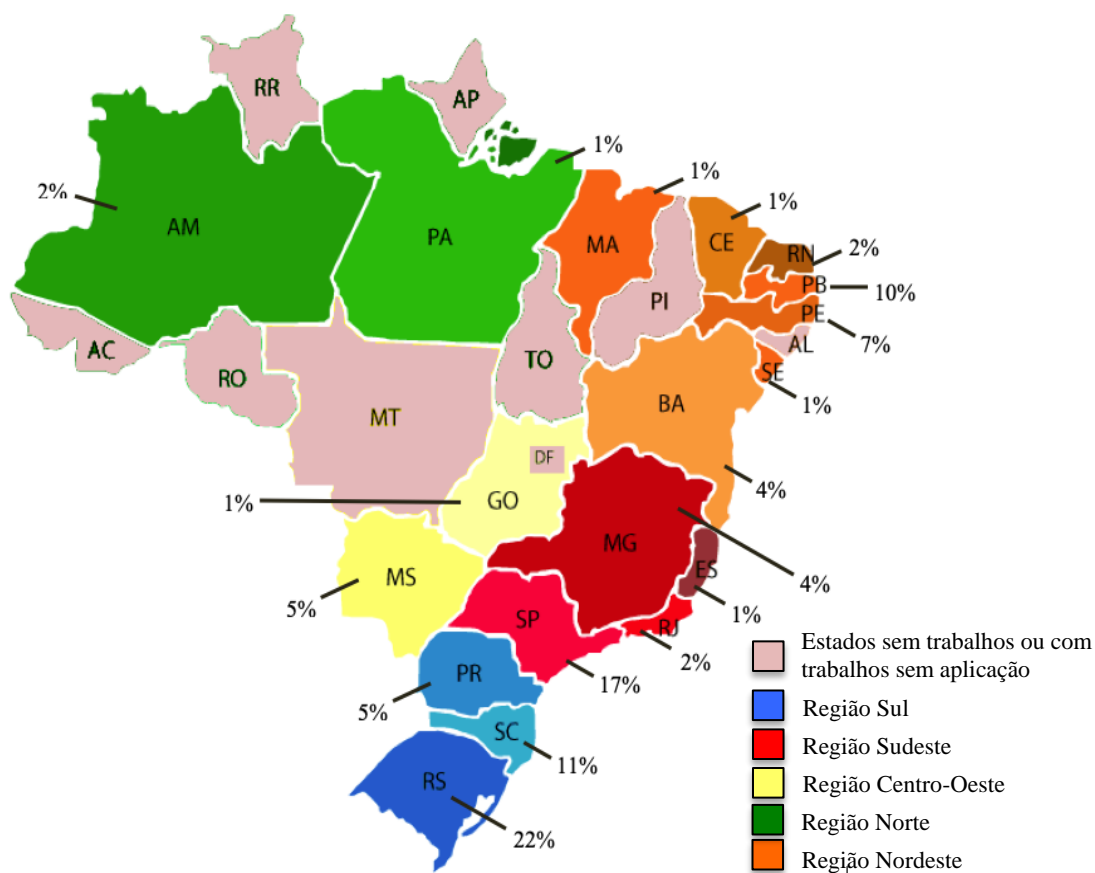 RR
AP
1%
1%
1%
2%
AM
PA
MA
CE
RN
2%
PB
10%
PI
PE
7%
AC
RO
TO
AL
SE
1%
MT
BA
DF
4%
1%
GO
MG
ES
4%
MS
5%
1%
SP
RJ
2%
17%
PR
5%
SC
11%
RS
22%
Estados sem trabalhos ou com
trabalhos sem aplicação
Região Sul
Região Sudeste
Região Centro-Oeste
Região Norte
Região Nordeste